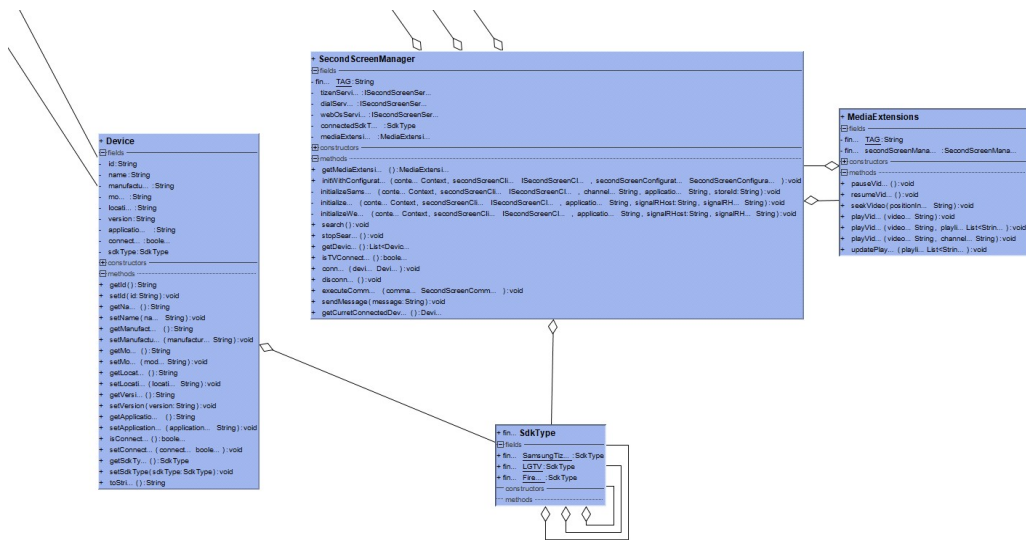 + SecondScreenManager
fields
- fin... TAG:String
- tizenServi... :ISecondScreenSer...
- dialServ... :ISecondScreenSer...
- webOsServi... :ISecondScreenSer...
- connectedSdkT... :SdkType
- mediaExtensi... :MediaExtensi...
constructors
methods
+ getMediaExtens... ():MediaExtensi...
+ initWithConfigurat... (conte... Context, secondScreenCli... ISecondScreenCl..., secondScreenConfigurat... SecondScreenConfigura...):void
- initializeSams... (conte... Context, secondScreenCli... ISecondScreenCl..., channel... String, applicatio... String, storeId:String):void
- initialize... (conte... Context, secondScreenCli... ISecondScreenCl..., applicatio... String, signalRHost:String, signalRH... String):void
- initializeWe... (conte... Context, secondScreenCli... ISecondScreenCl..., applicatio... String, signalRHost:String, signalRH... String):void
+ search():void
+ stopSear... ():void
+ getDevic... ():List<Devic...
+ isTVConnect... ():boole...
+ conn... (devi... Devi...):void
+ disconn... ():void
+ executeComm... (comma... SecondScreenComm...):void
+ sendMessage(message:String):void
+ getCurretConnectedDev... ():Devi...
+ MediaExtensions
fields
- fin... TAG:String
- fin... secondScreenMana... :SecondScreenMana...
constructors
methods
+ pauseVid... ():void
+ resumeVid... ():void
+ seekVideo(positionIn... String):void
+ playVid... (video... String):void
+ playVid... (video... String, playli... List<Strin...):void
+ playVid... (video... String, channel... String):void
+ updatePlay... (playli... List<Strin...):void
+ Device
fields
- id:String
- name:String
- manufactu... :String
- mo... :String
- locati... :String
- version:String
- applicat... :String
- connect... :boole...
- sdkType:SdkType
constructors
methods
+ getId():String
+ setId(id:String):void
+ getNa... ():String
+ setName(na... String):void
+ getManufact... ():String
+ setManufactu... (manufactur... String):void
+ getMo... ():String
+ setMo... (mod... String):void
+ getLocat... ():String
+ setLocati... (locati... String):void
+ getVersi... ():String
+ setVersion(version:String):void
+ getApplicatio... ():String
+ setApplication... (application... String):void
+ isConnect... ():boole...
+ setConnect... (connect... boole...):void
+ getSdkTy... ():SdkType
+ setSdkType(sdkType:SdkType):void
+ toStri... ():String
+ fin... SdkType
fields
+ fin... SamsungTiz... :SdkType
+ fin... LGTV:SdkType
+ fin... Fire... :SdkType
constructors
methods